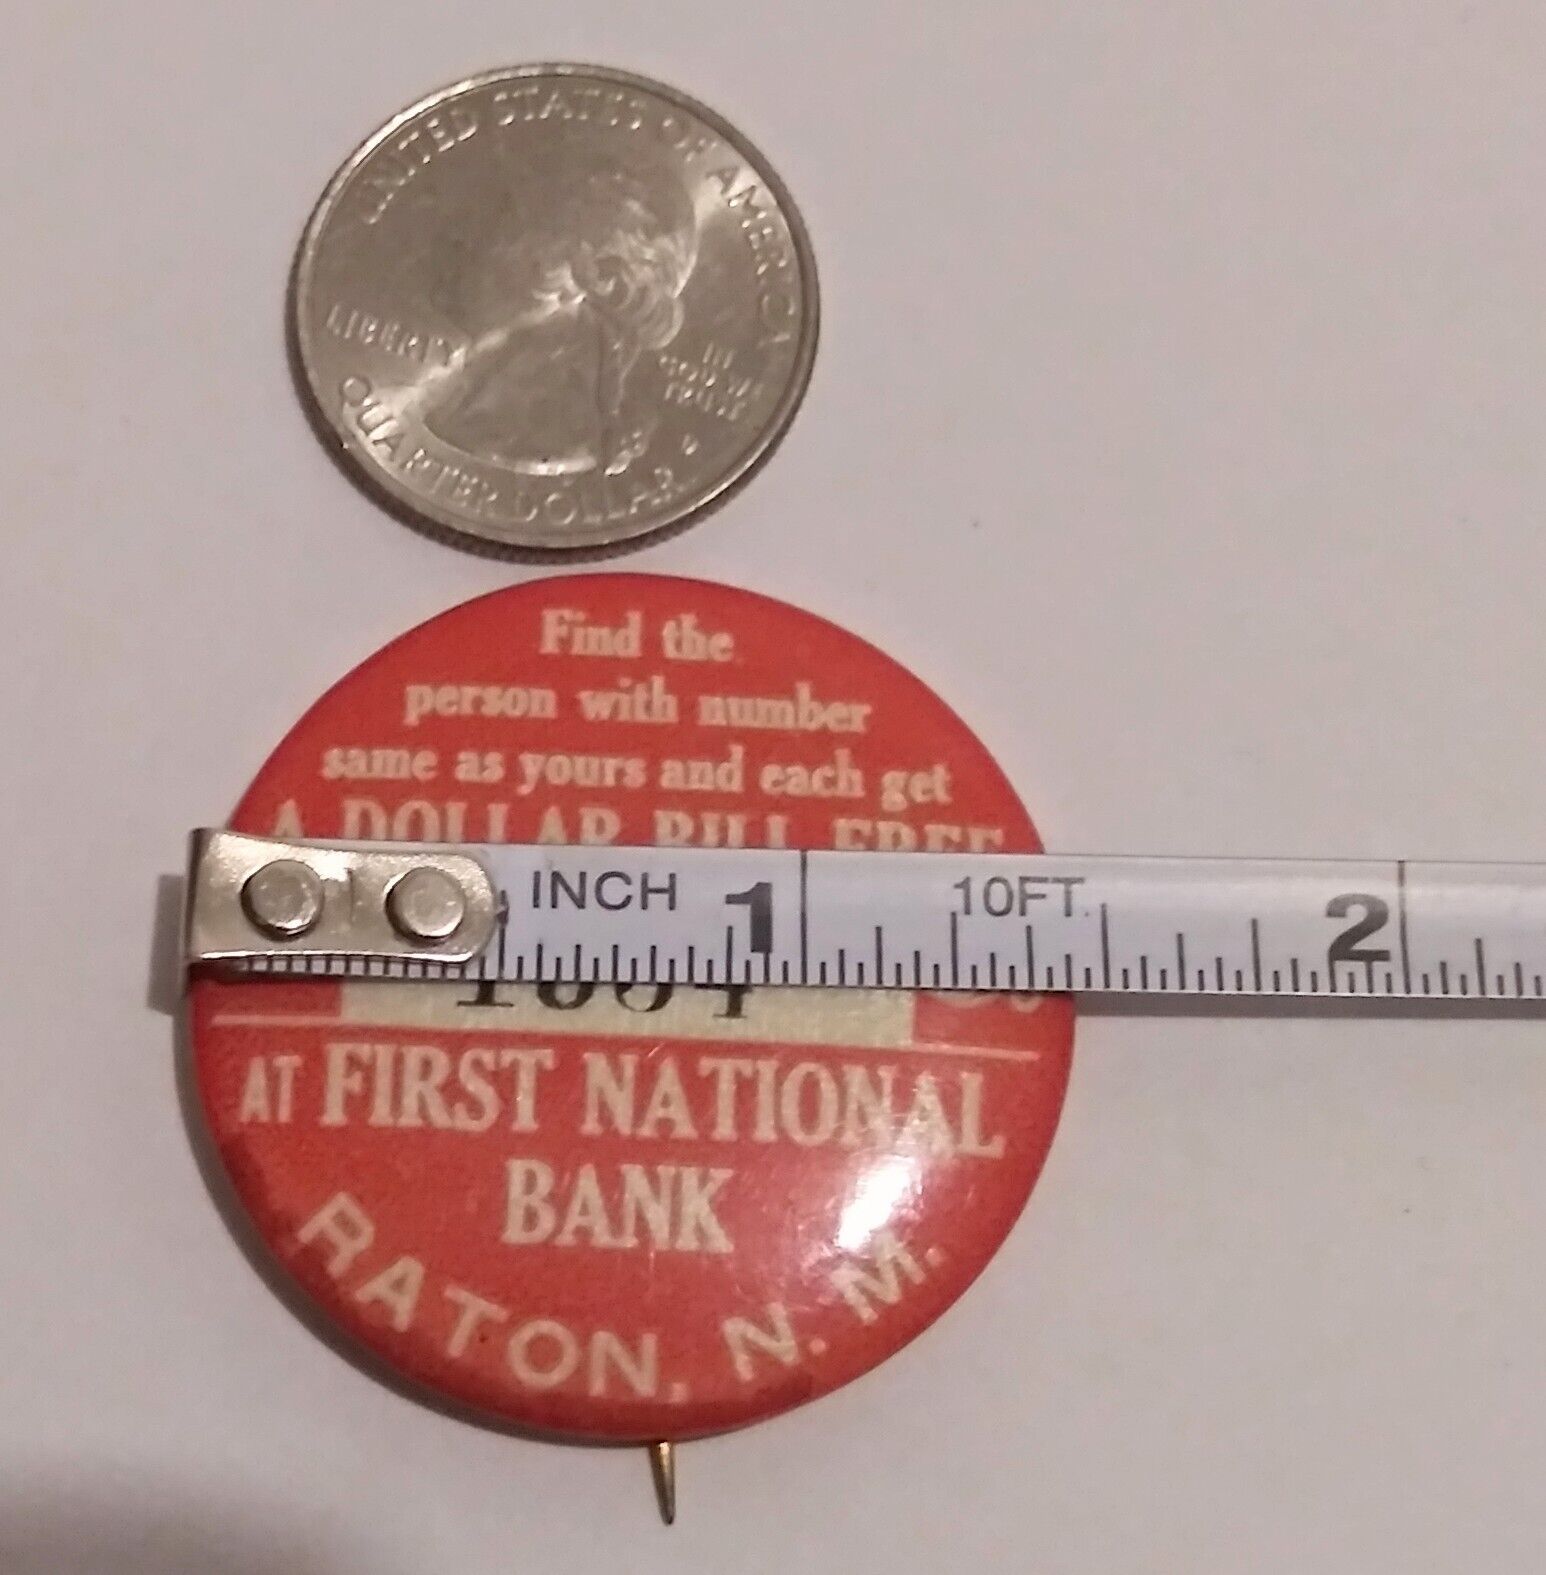 UNITED STATES OF AMERICA
LIBERTY
IN
GOD WE
TRUST
D
QUARTER DOLLAR
Find the
person with number
same as yours and each get
A DOLLAR BILL FREE
INCH 1 10FT. 2
AT FIRST NATIONAL
BANK
RATON, N. M.